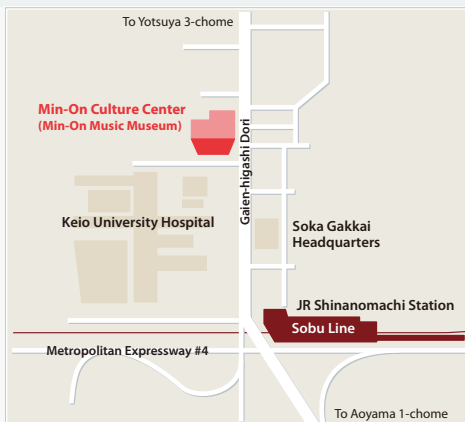 To Yotsuya 3-chome
Min-On Culture Center
(Min-On Music Museum)
Gaien-higashi Dori
Keio University Hospital
Soka Gakkai
Headquarters
JR Shinanomachi Station
Sobu Line
Metropolitan Expressway #4
To Aoyama 1-chome